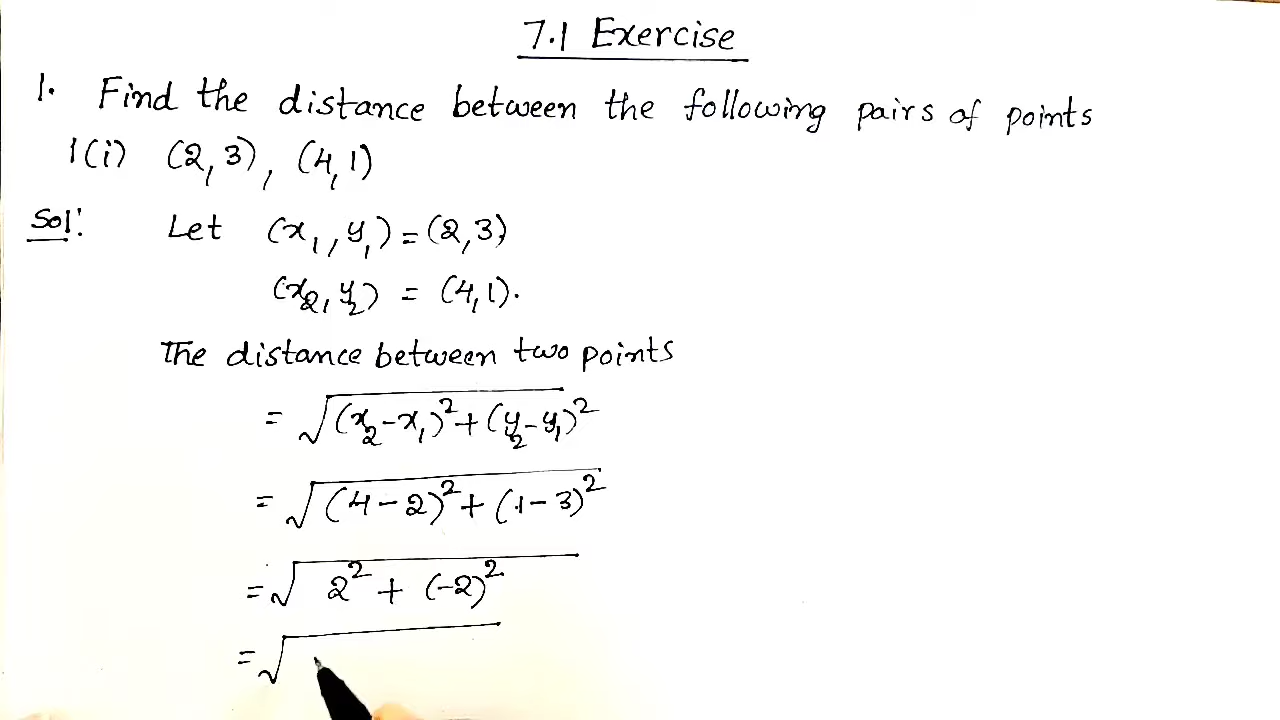 7.1 Exercise
1. Find the distance between the following pairs of points
1(i) (2,3), (4,1)
Sol: Let (x₁, y₁) = (2,3)
(x₂, y₂) = (4,1).
The distance between two points
= √(x₂-x₁)²+(y₂-y₁)²
= √(4-2)²+(1-3)²
= √2²+(-2)²
= √